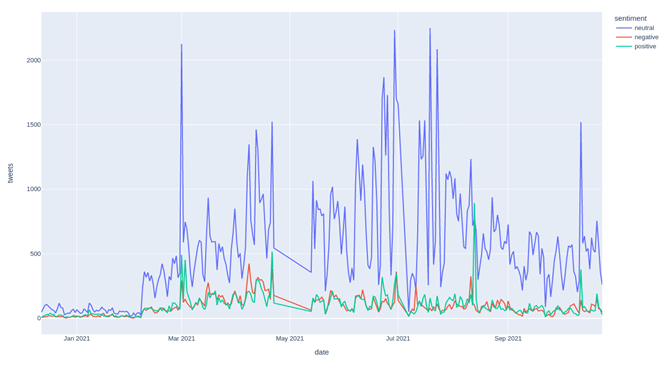 sentiment
neutral
negative
positive
2000
1500
1000
500
0
tweets
Jan 2021
Mar 2021
May 2021
Jul 2021
Sep 2021
date